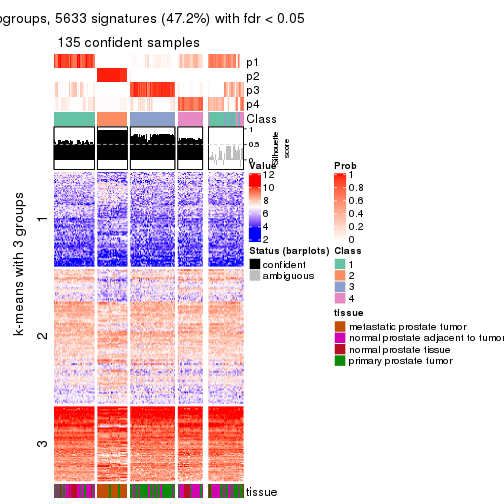 ogroups, 5633 signatures (47.2%) with fdr < 0.05
135 confident samples
p1
p2
p3
p4
Class
1
0.5
0
Silhouette
score
Value
12
10
8
6
4
2
Prob
1
0.8
0.6
0.4
0.2
0
Status (barplots)
confident
ambiguous
Class
1
2
3
4
tissue
metastatic prostate tumor
normal prostate adjacent to tumor
normal prostate tissue
primary prostate tumor
k-means with 3 groups
1
2
3
tissue